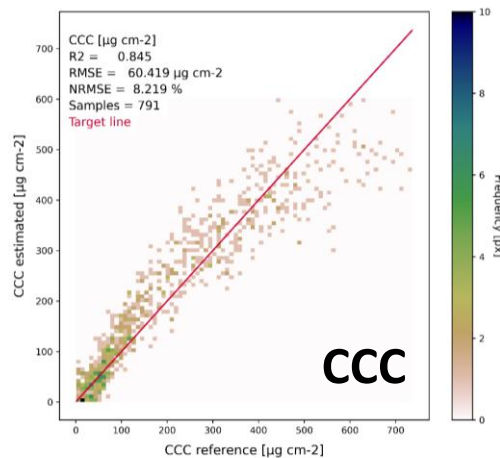 CCC [µg cm-2]
R2 = 0.845
RMSE = 60.419 µg cm-2
NRMSE = 8.219 %
Samples = 791
Target line
700
600
500
400
300
200
100
0
CCC estimated [µg cm-2]
CCC
0 100 200 300 400 500 600 700
CCC reference [µg cm-2]
10
8
6
4
2
0
Frequency [px]